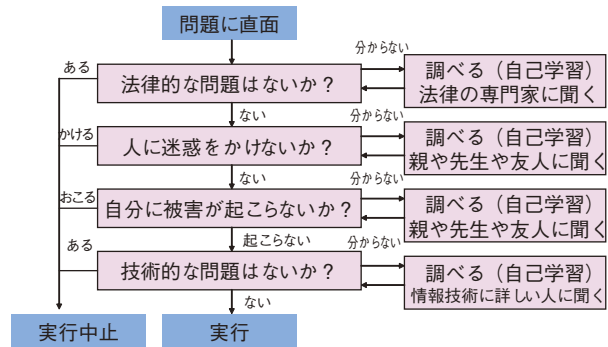 問題に直面
ある
法律的な問題はないか？
分からない
調べる（自己学習）
法律の専門家に聞く
ない
かける
人に迷惑をかけないか？
分からない
調べる（自己学習）
親や先生や友人に聞く
ない
おこる
自分に被害が起こらないか？
分からない
調べる（自己学習）
親や先生や友人に聞く
起こらない
ある
技術的な問題はないか？
分からない
調べる（自己学習）
情報技術に詳しい人に聞く
ない
実行中止
実行